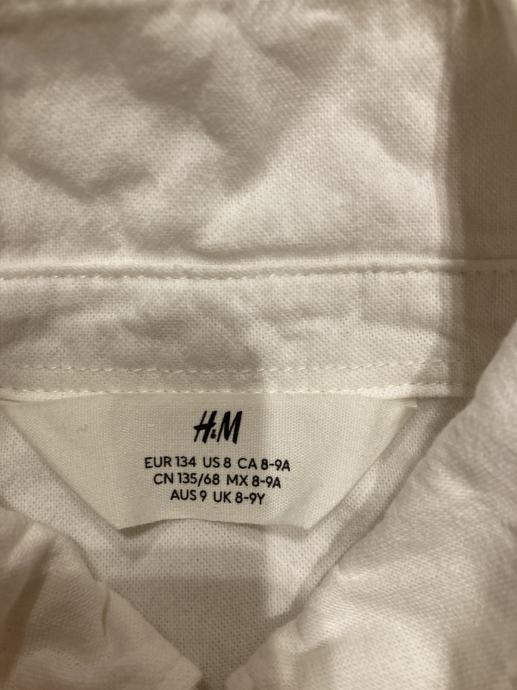 H&M
EUR 134 US 8 CA 8-9A
CN 135/68 MX 8-9A
AUS 9 UK 8-9Y